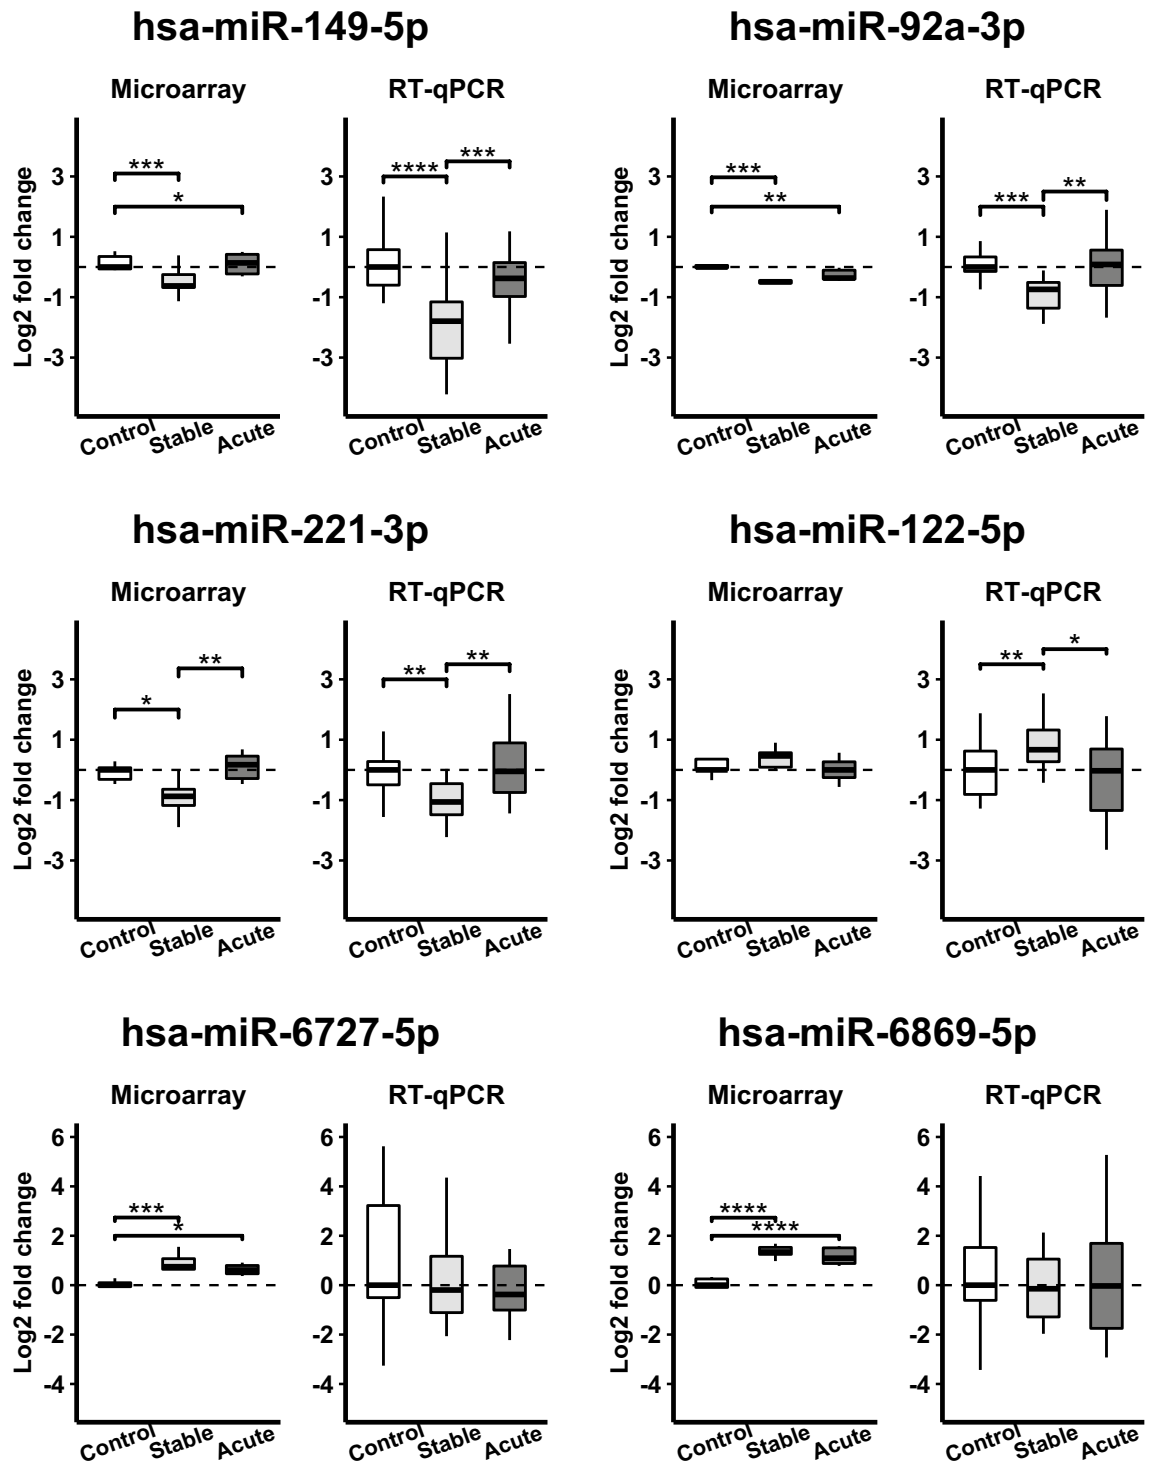 hsa-miR-149-5p
Microarray
RT-qPCR
Log2 fold change
3
1
-1
-3
***
*
Control
Stable
Acute
3
1
-1
-3
****
***
Control
Stable
Acute
hsa-miR-92a-3p
Microarray
RT-qPCR
Log2 fold change
3
1
-1
-3
***
**
Control
Stable
Acute
3
1
-1
-3
***
**
Control
Stable
Acute
hsa-miR-221-3p
Microarray
RT-qPCR
Log2 fold change
3
1
-1
-3
*
**
Control
Stable
Acute
3
1
-1
-3
**
**
Control
Stable
Acute
hsa-miR-122-5p
Microarray
RT-qPCR
Log2 fold change
3
1
-1
-3
Control
Stable
Acute
3
1
-1
-3
**
*
Control
Stable
Acute
hsa-miR-6727-5p
Microarray
RT-qPCR
Log2 fold change
6
4
2
0
-2
-4
***
*
Control
Stable
Acute
6
4
2
0
-2
-4
Control
Stable
Acute
hsa-miR-6869-5p
Microarray
RT-qPCR
Log2 fold change
6
4
2
0
-2
-4
****
****
Control
Stable
Acute
6
4
2
0
-2
-4
Control
Stable
Acute